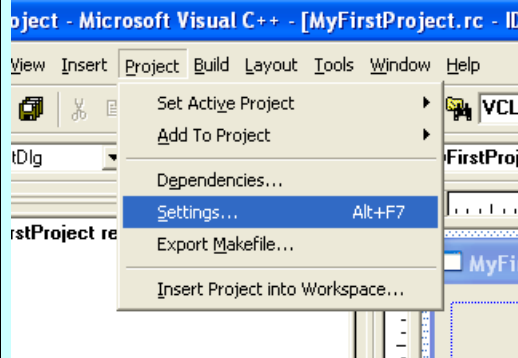 oject - Microsoft Visual C++ - [MyFirstProject.rc - ID
View Insert Project Build Layout Tools Window Help
Set Active Project
VCL
Add To Project
tDlg
FirstProj
Dependencies...
Settings... Alt+F7
rstProject re
Export Makefile...
MyFi
Insert Project into Workspace...